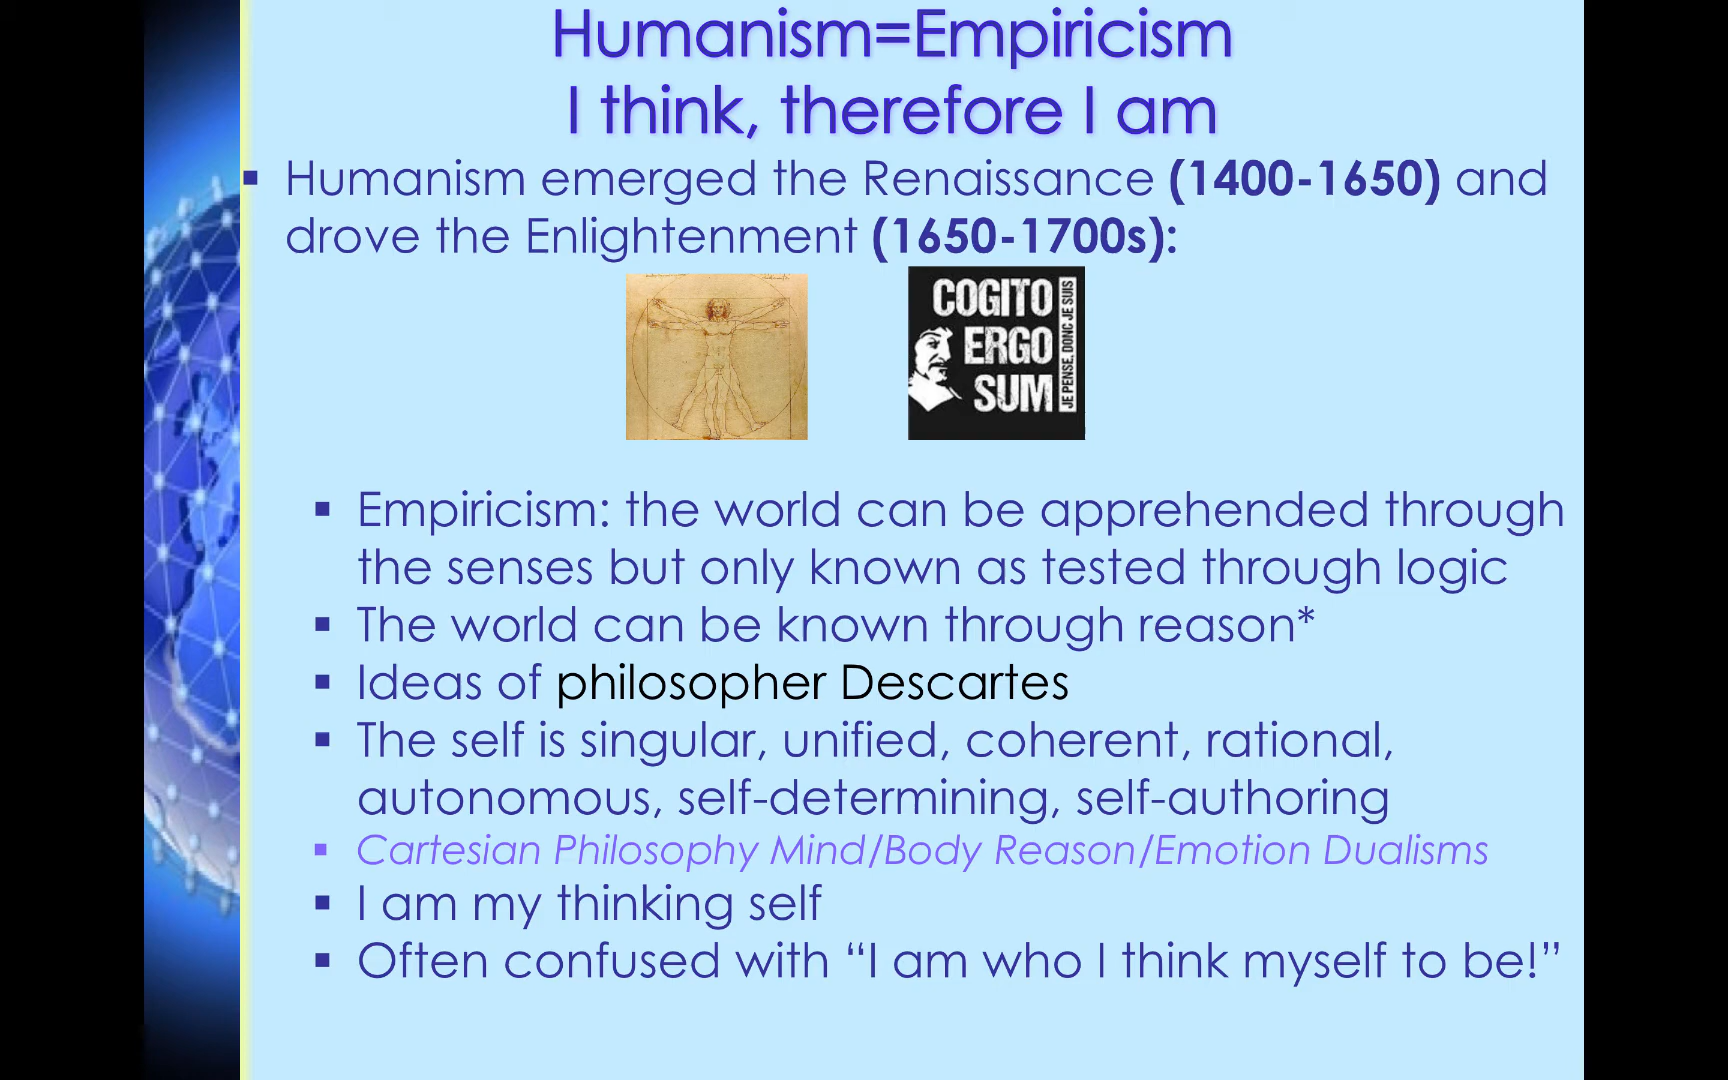 Humanism=Empiricism
I think, therefore I am
▪ Humanism emerged the Renaissance (1400-1650) and
drove the Enlightenment (1650-1700s):
COGITO
ERGO
SUM
JE PENSE, DONC JE SUIS
▪ Empiricism: the world can be apprehended through
the senses but only known as tested through logic
▪ The world can be known through reason*
▪ Ideas of philosopher Descartes
▪ The self is singular, unified, coherent, rational,
autonomous, self-determining, self-authoring
▪ Cartesian Philosophy Mind/Body Reason/Emotion Dualisms
▪ I am my thinking self
▪ Often confused with “I am who I think myself to be!”